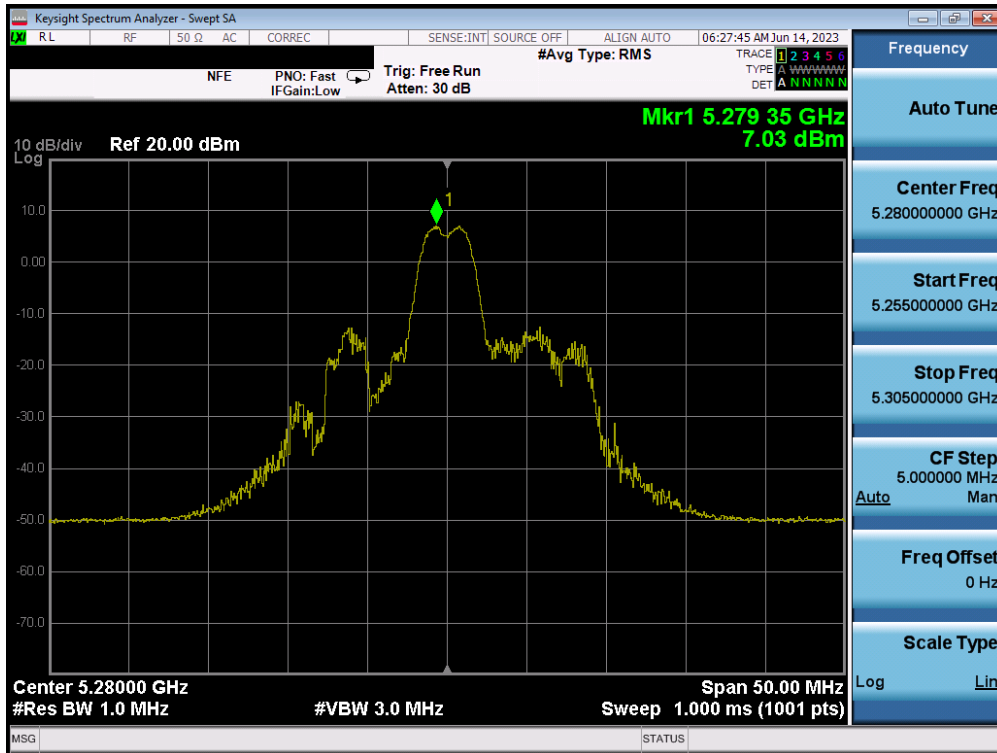 Keysight Spectrum Analyzer - Swept SA
LXI RL RF 50 Ω AC CORREC SENSE:INT SOURCE OFF ALIGN AUTO 06:27:45 AM Jun 14, 2023
NFE PNO: Fast Trig: Free Run #Avg Type: RMS TRACE 1 2 3 4 5 6
IFGain:Low Atten: 30 dB TYPE A WWWWW
DET A N N N N N
Mkr1 5.279 35 GHz
7.03 dBm
10 dB/div Ref 20.00 dBm
Log
1
10.0
0.00
-10.0
-20.0
-30.0
-40.0
-50.0
-60.0
-70.0
Center 5.28000 GHz Span 50.00 MHz
#Res BW 1.0 MHz #VBW 3.0 MHz Sweep 1.000 ms (1001 pts)
MSG STATUS
Frequency
Auto Tune
Center Freq
5.280000000 GHz
Start Freq
5.255000000 GHz
Stop Freq
5.305000000 GHz
CF Step
5.000000 MHz
Auto Man
Freq Offset
0 Hz
Scale Type
Log Lin